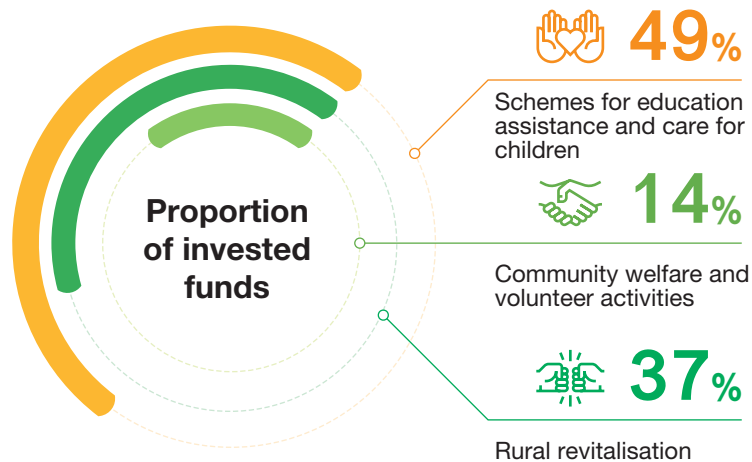 Proportion
of invested
funds
49%
Schemes for education
assistance and care for
children
14%
Community welfare and
volunteer activities
37%
Rural revitalisation